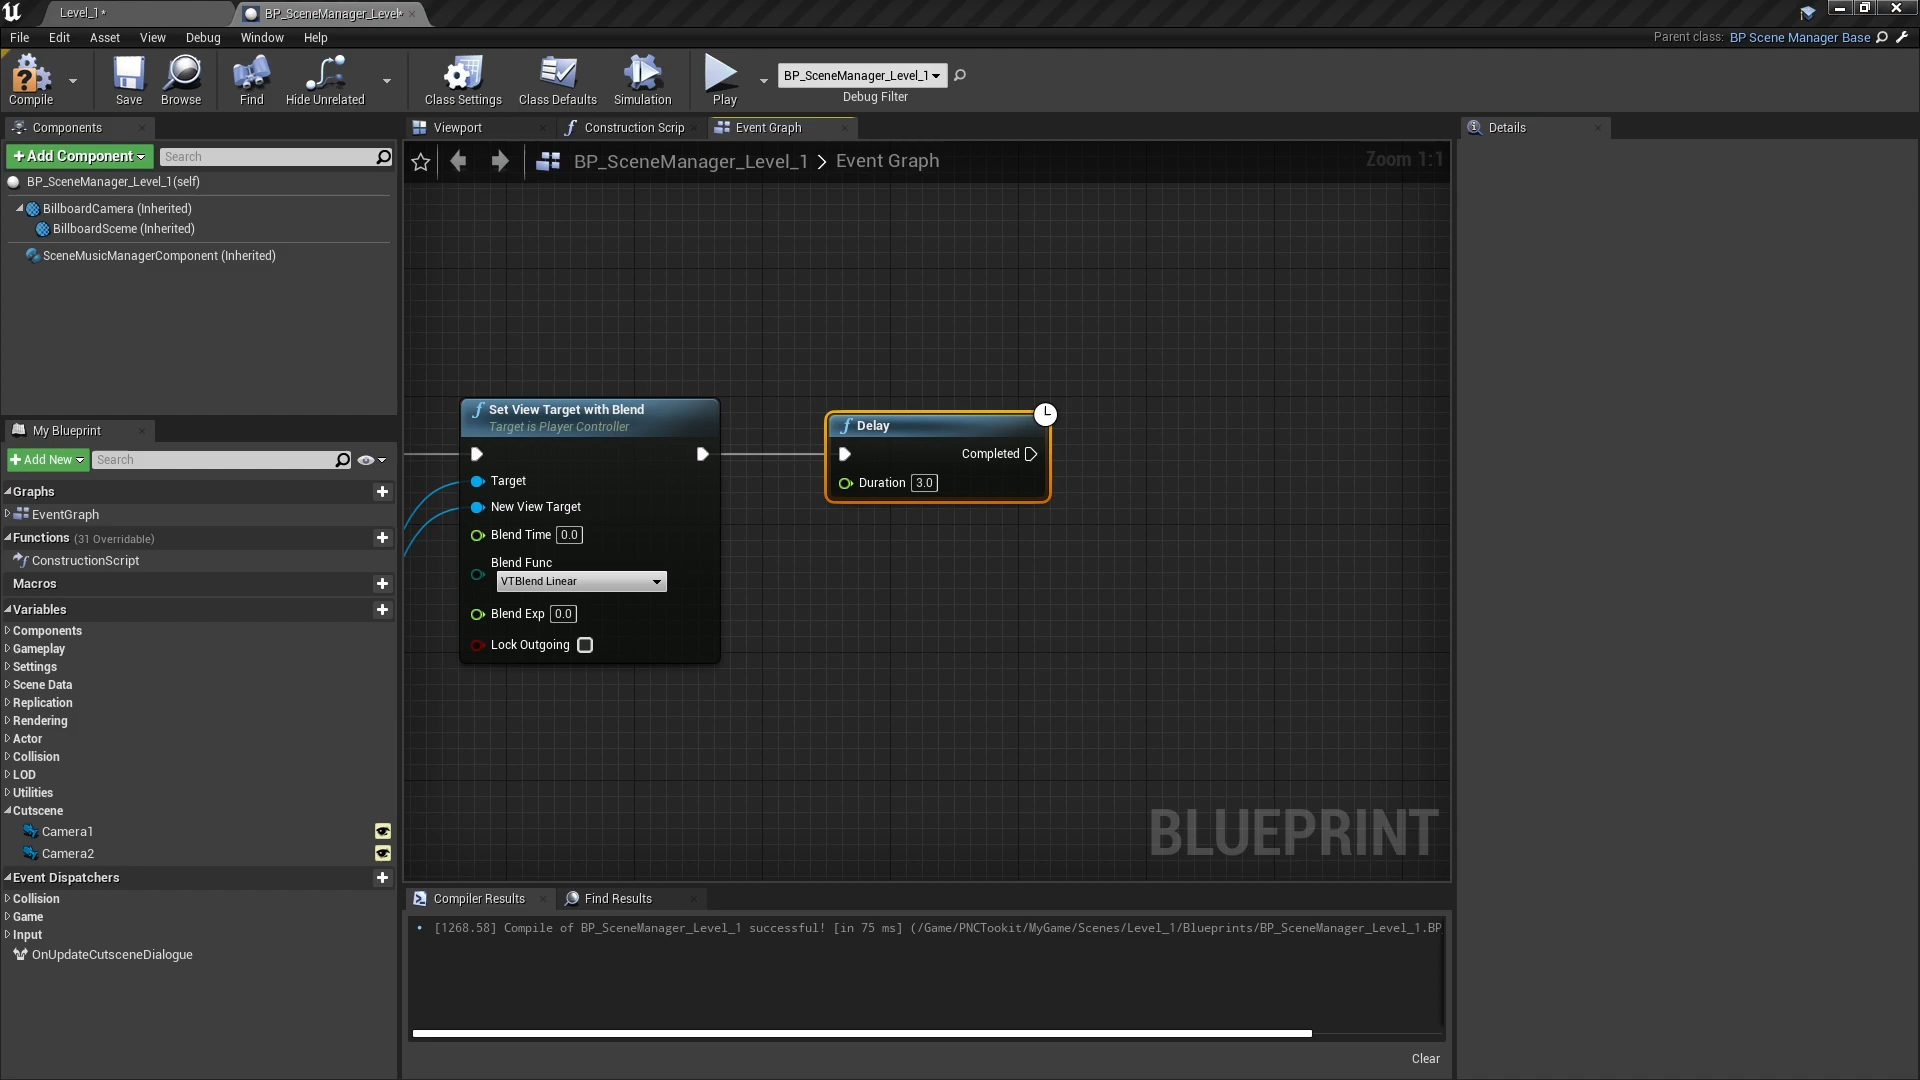 Level_1*
BP_SceneManager_Level*
File Edit Asset View Debug Window Help
Parent class: BP Scene Manager Base
Compile
Save
Browse
Find
Hide Unrelated
Class Settings
Class Defaults
Simulation
Play
BP_SceneManager_Level_1
Debug Filter
Components
Viewport
Construction Scrip
Event Graph
Details
+Add Component
Search
BP_SceneManager_Level_1 > Event Graph
Zoom 1:1
BP_SceneManager_Level_1(self)
BillboardCamera (Inherited)
BillboardSceme (Inherited)
SceneMusicManagerComponent (Inherited)
My Blueprint
+Add New
Search
Graphs
EventGraph
Functions (31 Overridable)
ConstructionScript
Macros
Variables
Components
Gameplay
Settings
Scene Data
Replication
Rendering
Actor
Collision
LOD
Utilities
Cutscene
Camera1
Camera2
Event Dispatchers
Collision
Game
Input
OnUpdateCutsceneDialogue
f Set View Target with Blend
Target is Player Controller
Target
New View Target
Blend Time 0.0
Blend Func
VTBlend Linear
Blend Exp 0.0
Lock Outgoing
f Delay
Completed
Duration 3.0
BLUEPRINT
Compiler Results
Find Results
[1268.58] Compile of BP_SceneManager_Level_1 successful! [in 75 ms] (/Game/PNCTookit/MyGame/Scenes/Level_1/Blueprints/BP_SceneManager_Level_1.BP
Clear